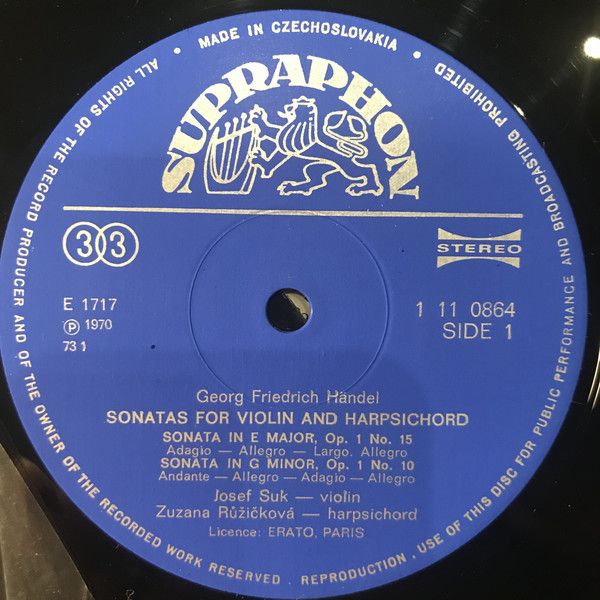 MADE IN CZECHOSLOVAKIA
SUPRAPHON
33
STEREO
E 1717
℗ 1970
73 1
1 11 0864
SIDE 1
Georg Friedrich Händel
SONATAS FOR VIOLIN AND HARPSICHORD
SONATA IN E MAJOR, Op. 1 No. 15
Adagio — Allegro — Largo. Allegro
SONATA IN G MINOR, Op. 1 No. 10
Andante — Allegro — Adagio — Allegro
Josef Suk — violin
Zuzana Růžičková — harpsichord
Licence: ERATO, PARIS
ALL RIGHTS OF THE RECORD PRODUCER AND OF THE OWNER OF THE RECORDED WORK RESERVED . REPRODUCTION , USE OF THIS DISC FOR PUBLIC PERFORMANCE AND BROADCASTING PROHIBITED